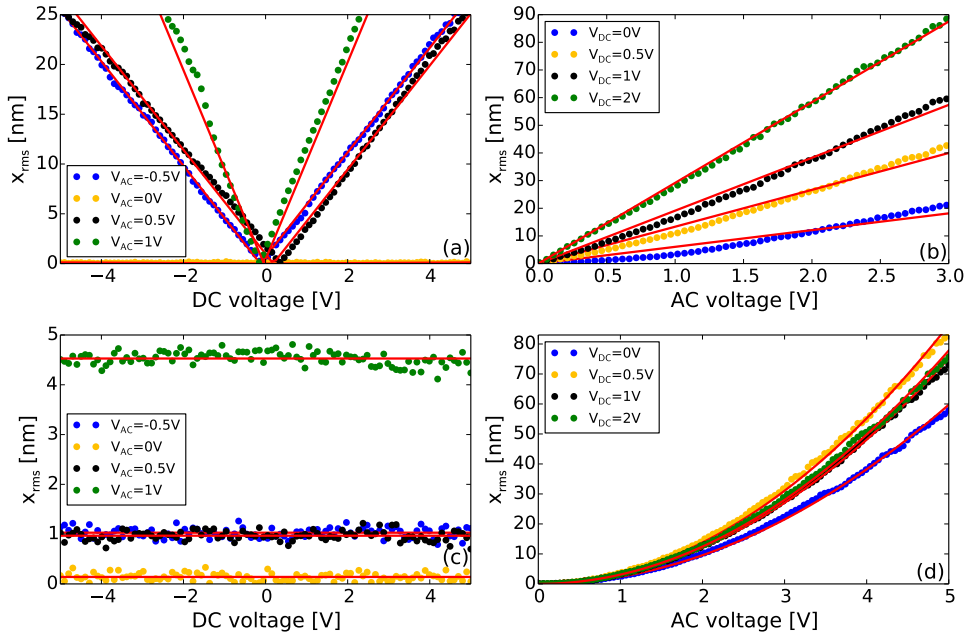 25
20
15
10
5
0
x_rms [nm]
V_AC=-0.5V
V_AC=0V
V_AC=0.5V
V_AC=1V
(a)
−4 −2 0 2 4
DC voltage [V]
90
80
70
60
50
40
30
20
10
0
x_rms [nm]
V_DC=0V
V_DC=0.5V
V_DC=1V
V_DC=2V
(b)
0.0 0.5 1.0 1.5 2.0 2.5 3.0
AC voltage [V]
5
4
3
2
1
0
x_rms [nm]
V_AC=-0.5V
V_AC=0V
V_AC=0.5V
V_AC=1V
(c)
−4 −2 0 2 4
DC voltage [V]
80
70
60
50
40
30
20
10
0
x_rms [nm]
V_DC=0V
V_DC=0.5V
V_DC=1V
V_DC=2V
(d)
0 1 2 3 4 5
AC voltage [V]